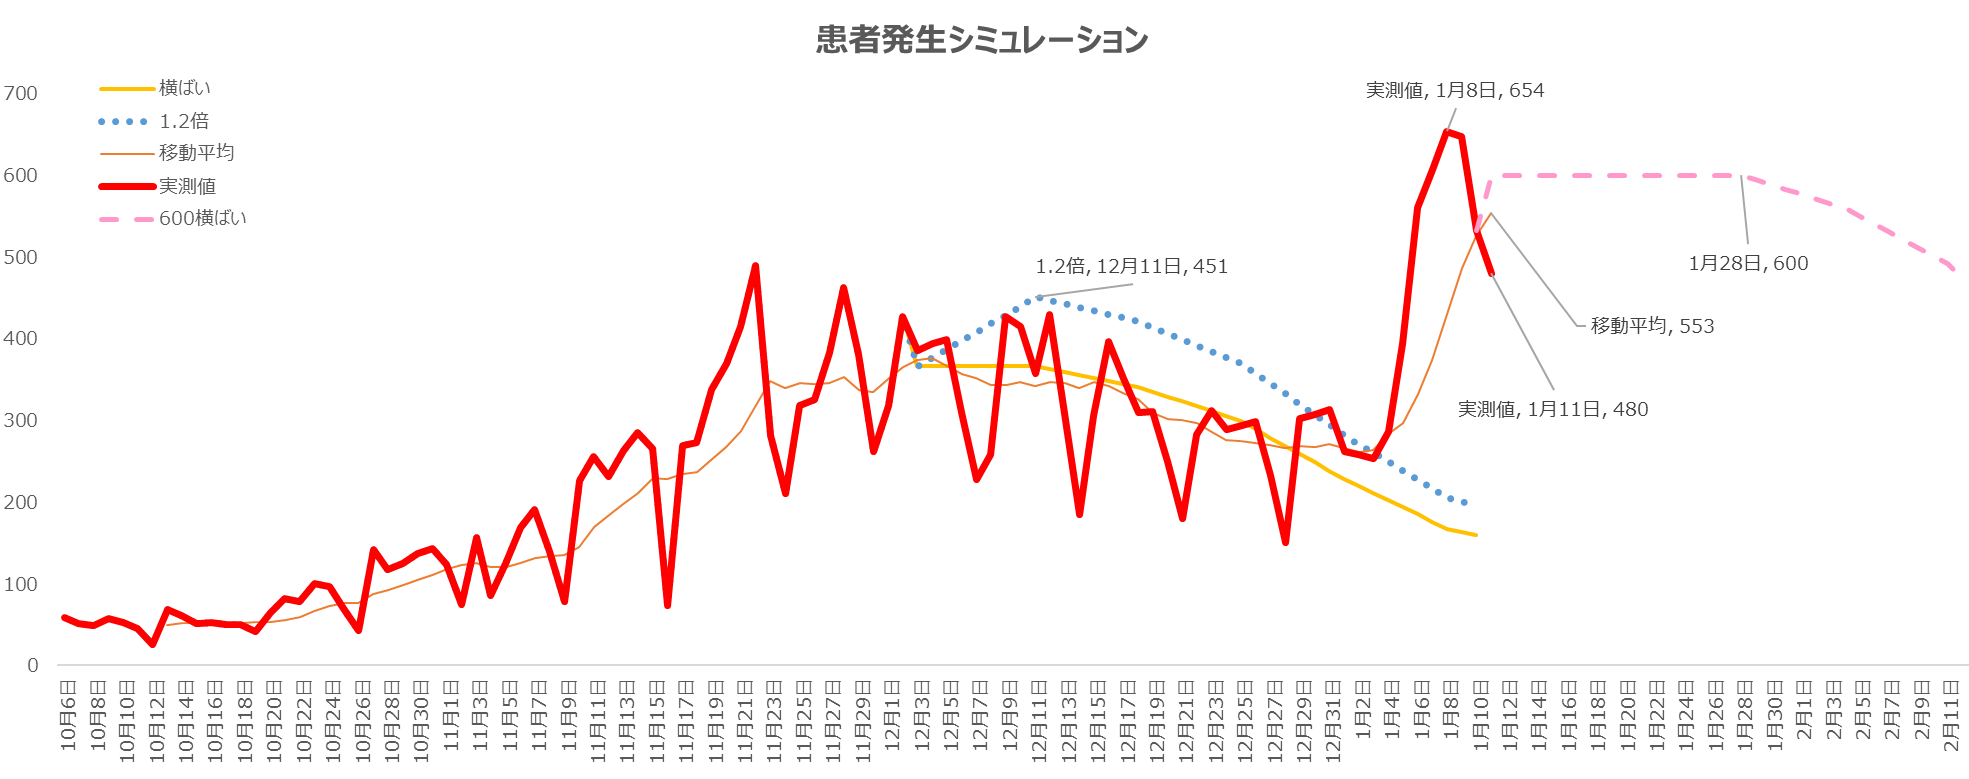 患者発生シミュレーション
横ばい
1.2倍
移動平均
実測値
600横ばい
実測値, 1月8日, 654
1.2倍, 12月11日, 451
1月28日, 600
移動平均, 553
実測値, 1月11日, 480
700
600
500
400
300
200
100
0
10月6日
10月8日
10月10日
10月12日
10月14日
10月16日
10月18日
10月20日
10月22日
10月24日
10月26日
10月28日
10月30日
11月1日
11月3日
11月5日
11月7日
11月9日
11月11日
11月13日
11月15日
11月17日
11月19日
11月21日
11月23日
11月25日
11月27日
11月29日
12月1日
12月3日
12月5日
12月7日
12月9日
12月11日
12月13日
12月15日
12月17日
12月19日
12月21日
12月23日
12月25日
12月27日
12月29日
12月31日
1月2日
1月4日
1月6日
1月8日
1月10日
1月12日
1月14日
1月16日
1月18日
1月20日
1月22日
1月24日
1月26日
1月28日
1月30日
2月1日
2月3日
2月5日
2月7日
2月9日
2月11日